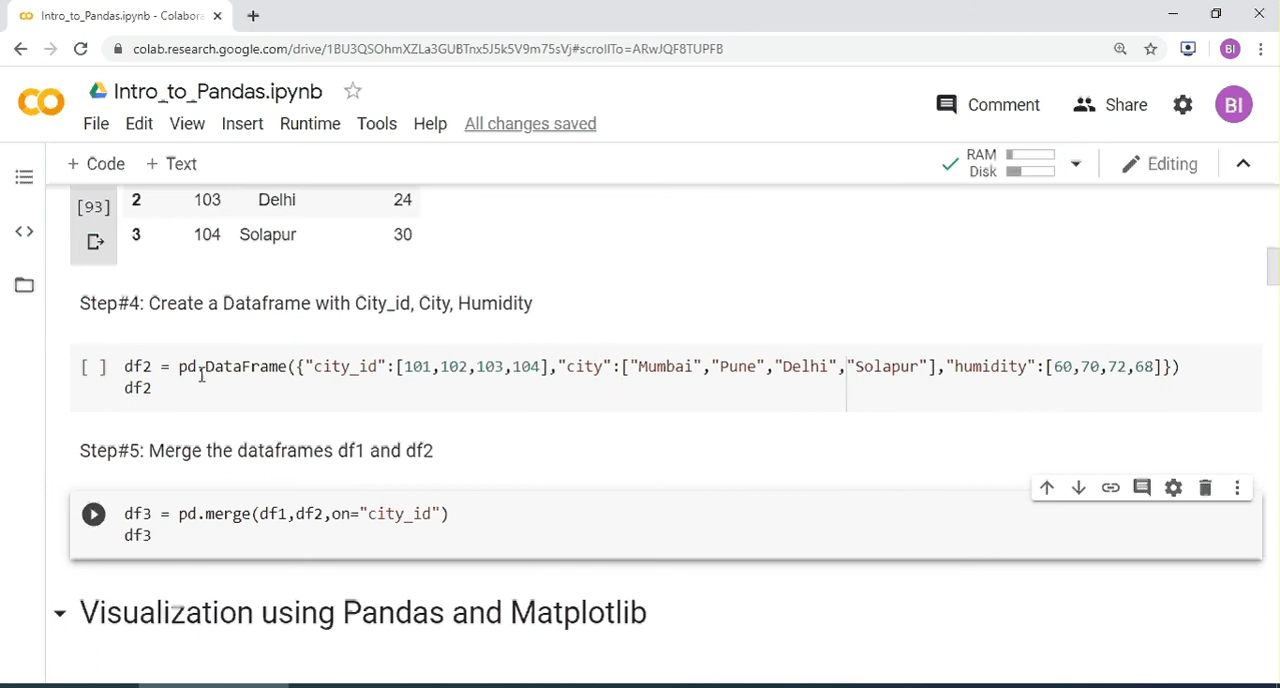 Intro_to_Pandas.ipynb - Colabora
colab.research.google.com/drive/1BU3QSOhmXZLa3GUBTnx5J5k5V9m75sVj#scrollTo=ARwJQF8TUPFB
BI
Intro_to_Pandas.ipynb
Comment
Share
BI
File Edit View Insert Runtime Tools Help All changes saved
+ Code + Text
RAM
Disk
Editing
[93]
2 103 Delhi 24
3 104 Solapur 30
Step#4: Create a Dataframe with City_id, City, Humidity
[ ] df2 = pd.DataFrame({"city_id":[101,102,103,104],"city":["Mumbai","Pune","Delhi","Solapur"],"humidity":[60,70,72,68]})
df2
Step#5: Merge the dataframes df1 and df2
df3 = pd.merge(df1,df2,on="city_id")
df3
Visualization using Pandas and Matplotlib